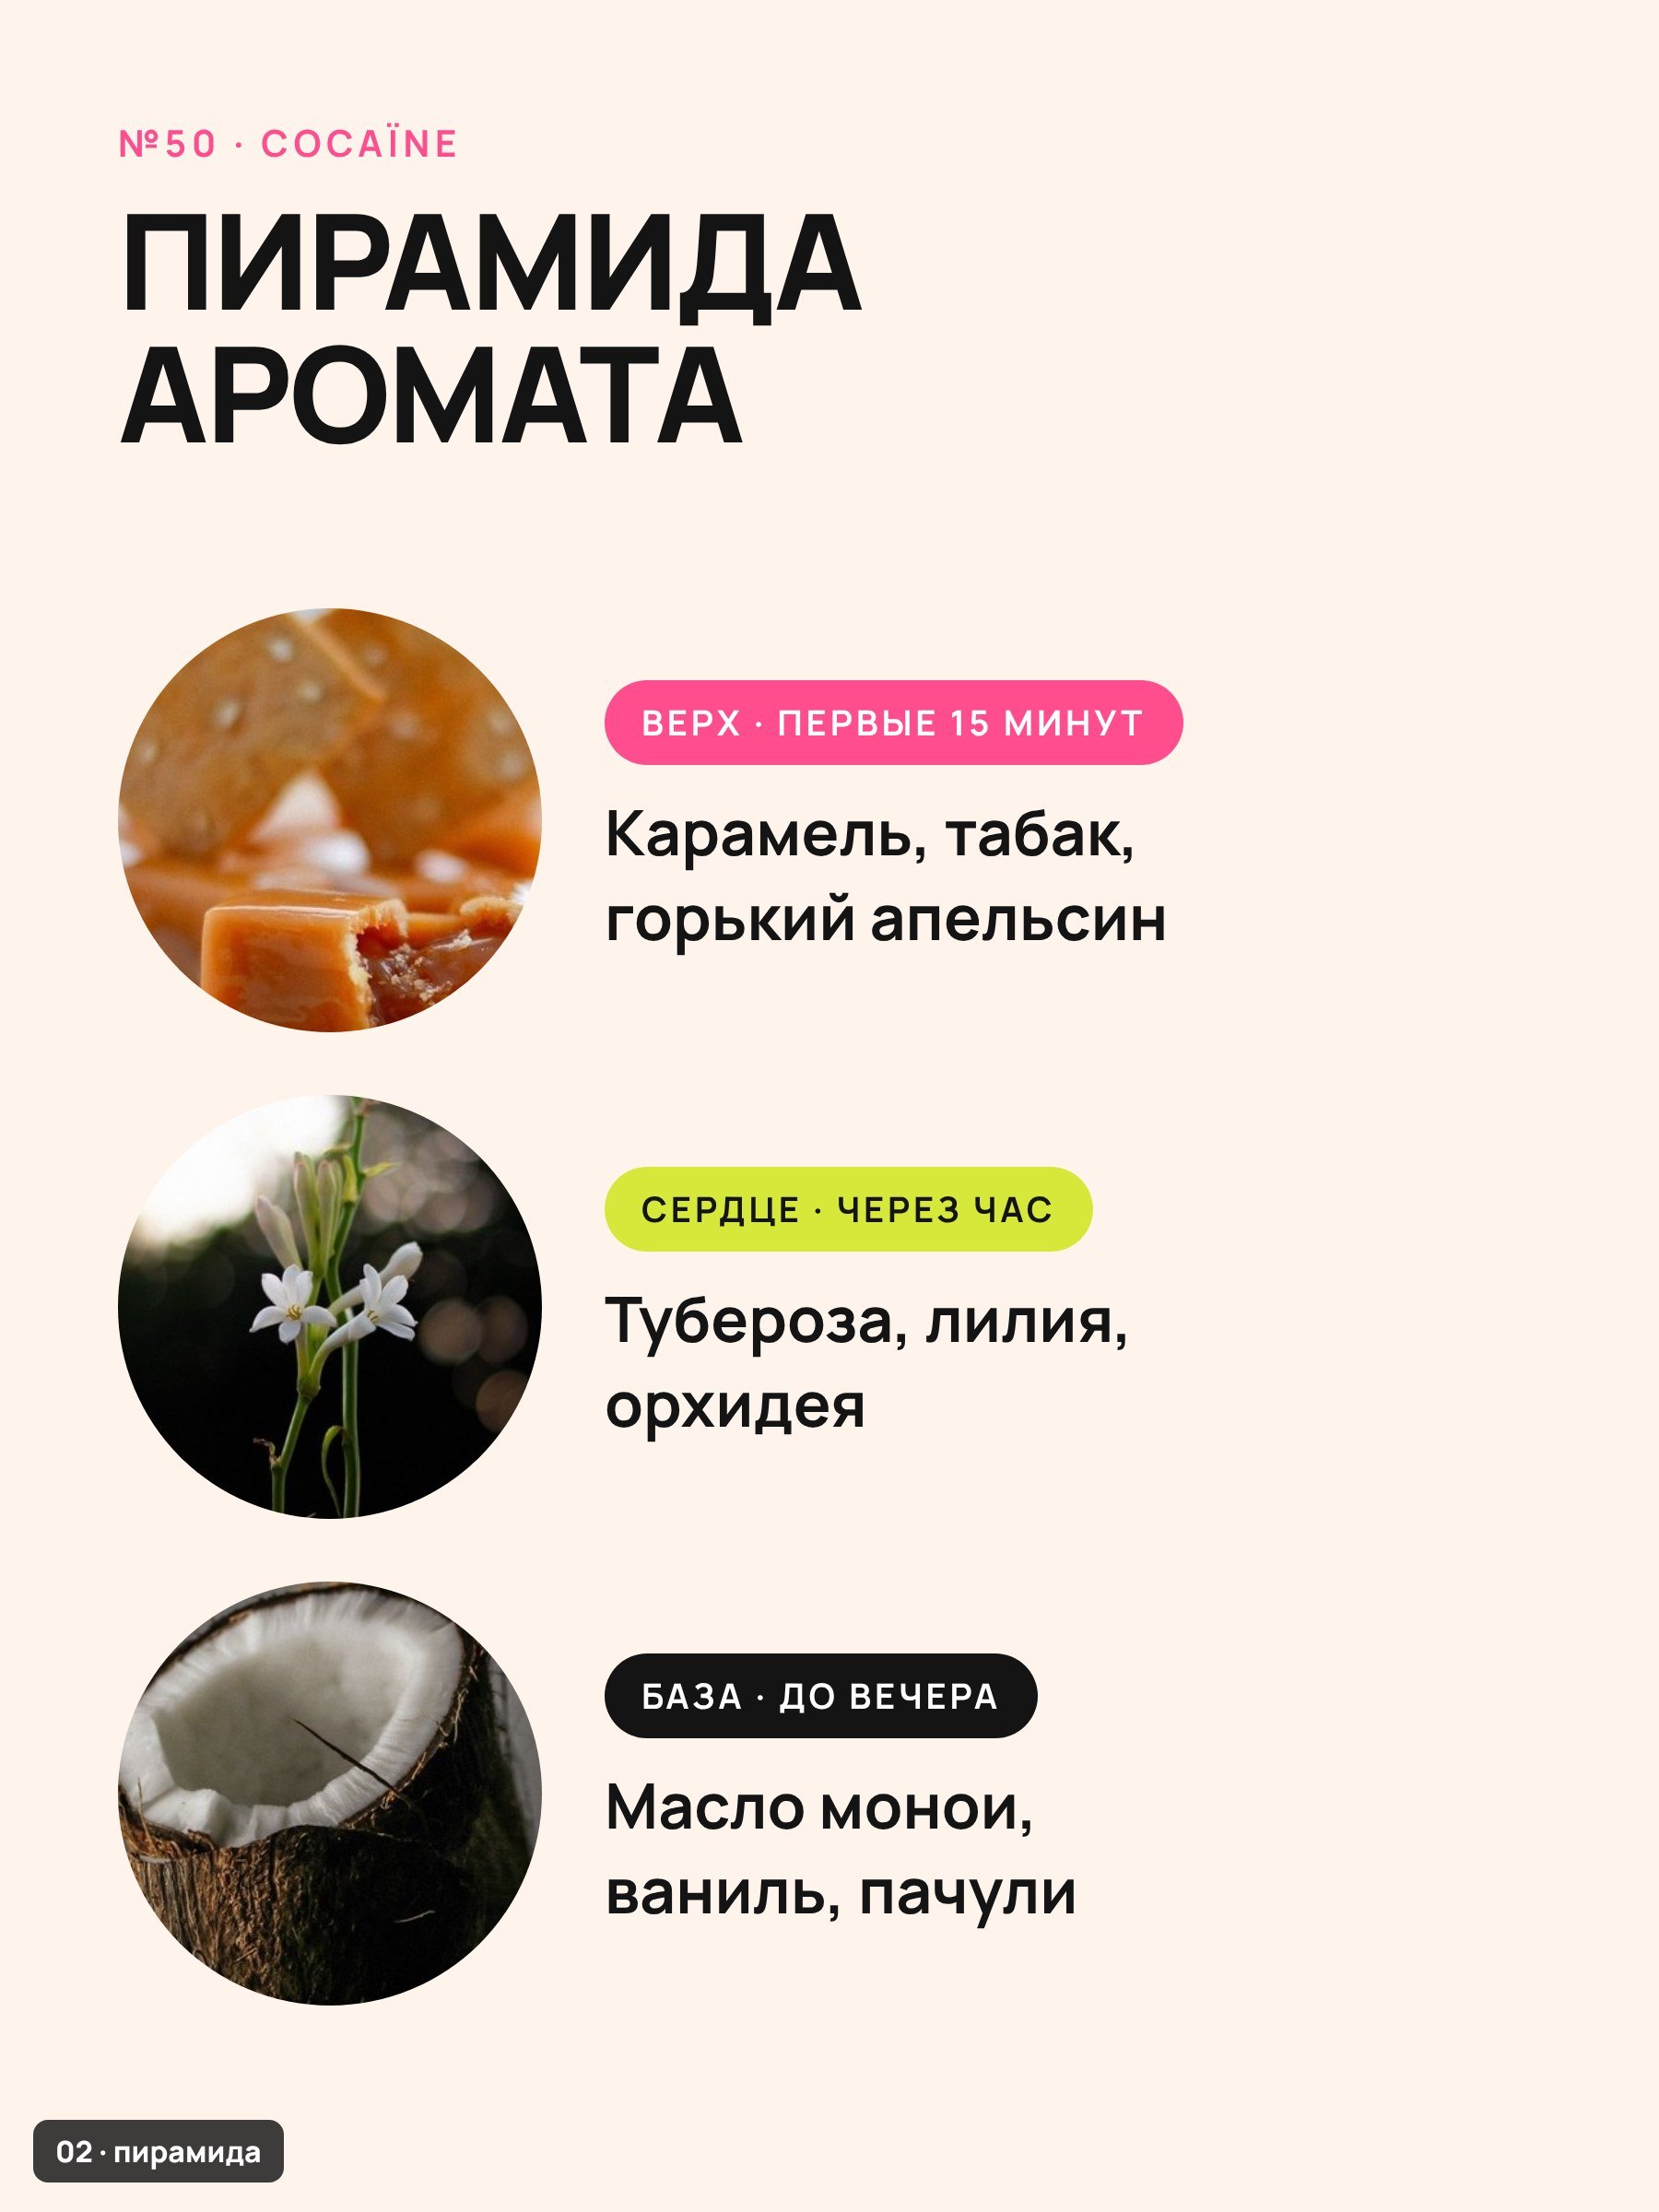 №50 · COCAÏNE
ПИРАМИДА
АРОМАТА
ВЕРХ · ПЕРВЫЕ 15 МИНУТ
Карамель, табак,
горький апельсин
СЕРДЦЕ · ЧЕРЕЗ ЧАС
Тубероза, лилия,
орхидея
БАЗА · ДО ВЕЧЕРА
Масло монои,
ваниль, пачули
02 · пирамида